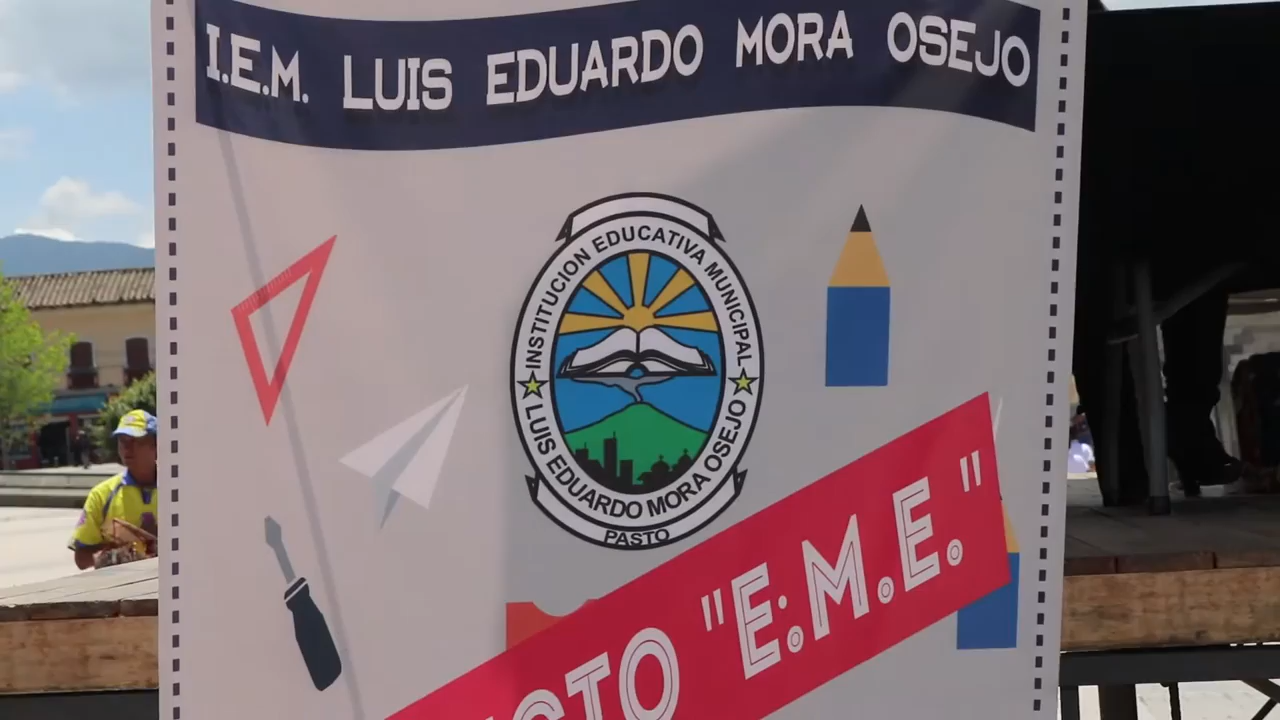 I.E.M. LUIS EDUARDO MORA OSEJO
INSTITUCION EDUCATIVA MUNICIPAL
LUIS EDUARDO MORA OSEJO
PASTO
"E.M.E."